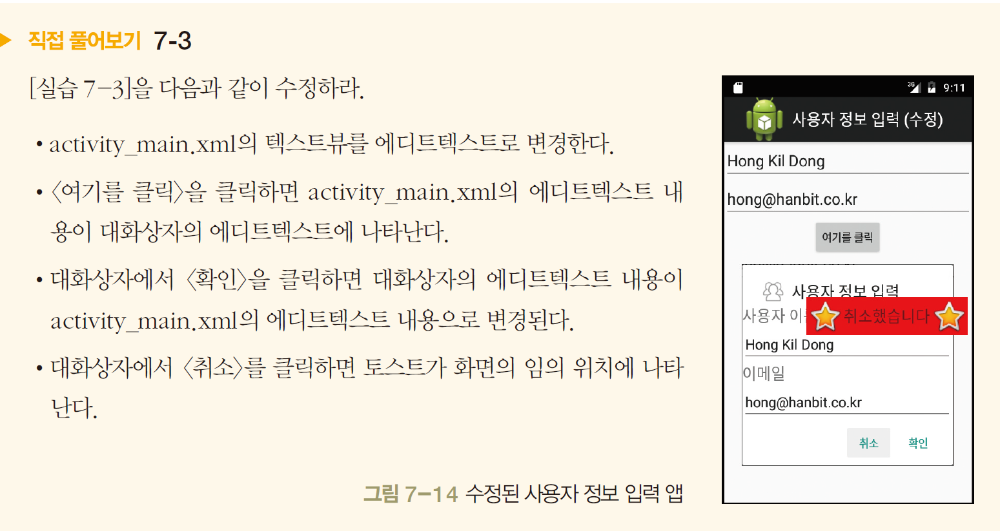 직접 풀어보기 7-3
[실습 7-3]을 다음과 같이 수정하라.
• activity_main.xml의 텍스트뷰를 에디트텍스트로 변경한다.
• 〈여기를 클릭〉을 클릭하면 activity_main.xml의 에디트텍스트 내
용이 대화상자의 에디트텍스트에 나타난다.
• 대화상자에서 〈확인〉을 클릭하면 대화상자의 에디트텍스트 내용이
activity_main.xml의 에디트텍스트 내용으로 변경된다.
• 대화상자에서 〈취소〉를 클릭하면 토스트가 화면의 임의 위치에 나타
난다.
그림 7-14 수정된 사용자 정보 입력 앱
3G 9:11
사용자 정보 입력 (수정)
Hong Kil Dong
hong@hanbit.co.kr
여기를 클릭
사용자 정보 입력
사용자
취소했습니다
Hong Kil Dong
이메일
hong@hanbit.co.kr
취소 확인